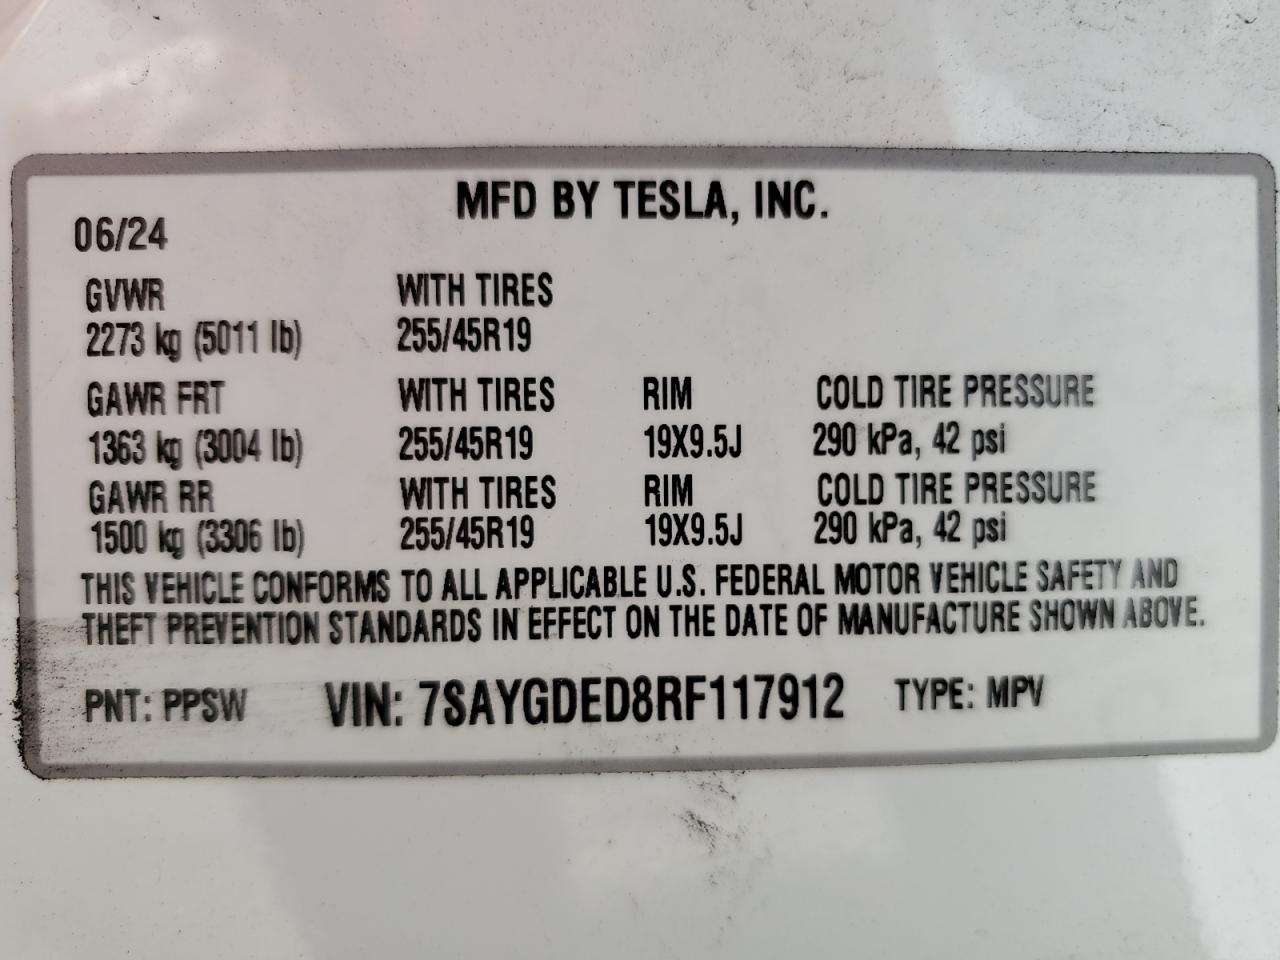 MFD BY TESLA, INC.
06/24
GVWR WITH TIRES
2273 kg (5011 lb) 255/45R19
GAWR FRT WITH TIRES RIM COLD TIRE PRESSURE
1363 kg (3004 lb) 255/45R19 19X9.5J 290 kPa, 42 psi
GAWR RR WITH TIRES RIM COLD TIRE PRESSURE
1500 kg (3306 lb) 255/45R19 19X9.5J 290 kPa, 42 psi
THIS VEHICLE CONFORMS TO ALL APPLICABLE U.S. FEDERAL MOTOR VEHICLE SAFETY AND
THEFT PREVENTION STANDARDS IN EFFECT ON THE DATE OF MANUFACTURE SHOWN ABOVE.
PNT: PPSW VIN: 7SAYGDED8RF117912 TYPE: MPV